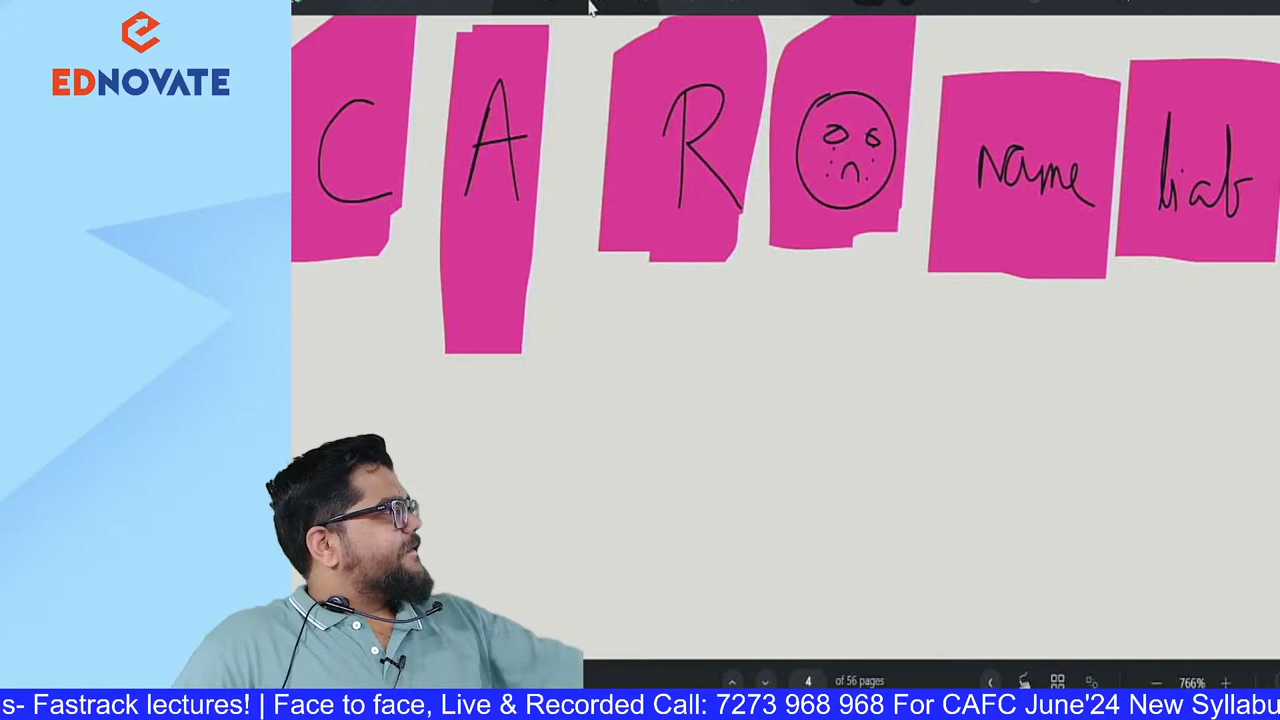 EDNOVATE
C A R name liab
4 of 56 pages
766%
s- Fastrack lectures! | Face to face, Live & Recorded Call: 7273 968 968 For CAFC June'24 New Syllabu